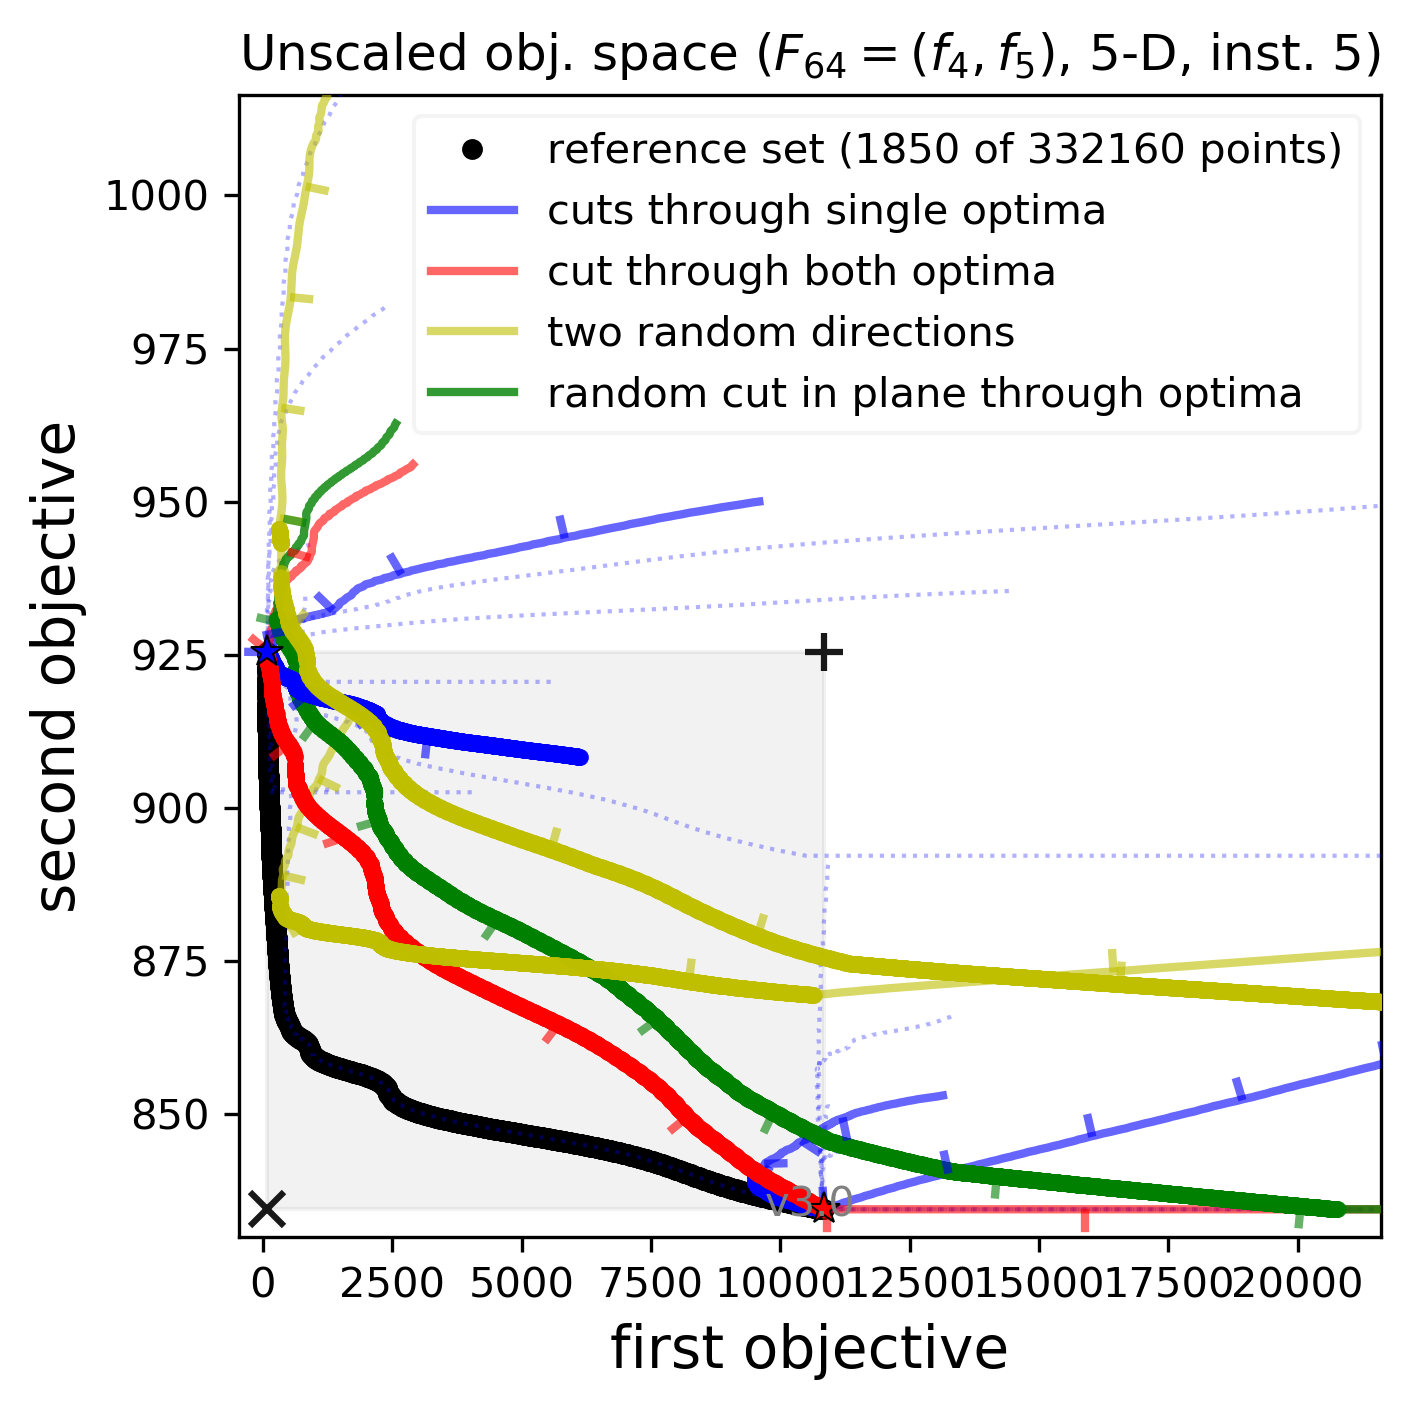 Unscaled obj. space (F₆₄ = (f₄, f₅), 5-D, inst. 5)
reference set (1850 of 332160 points)
cuts through single optima
cut through both optima
two random directions
random cut in plane through optima
1000
975
950
925
900
875
850
second objective
v3.0
0 2500 5000 7500 10000 12500 15000 17500 20000
first objective